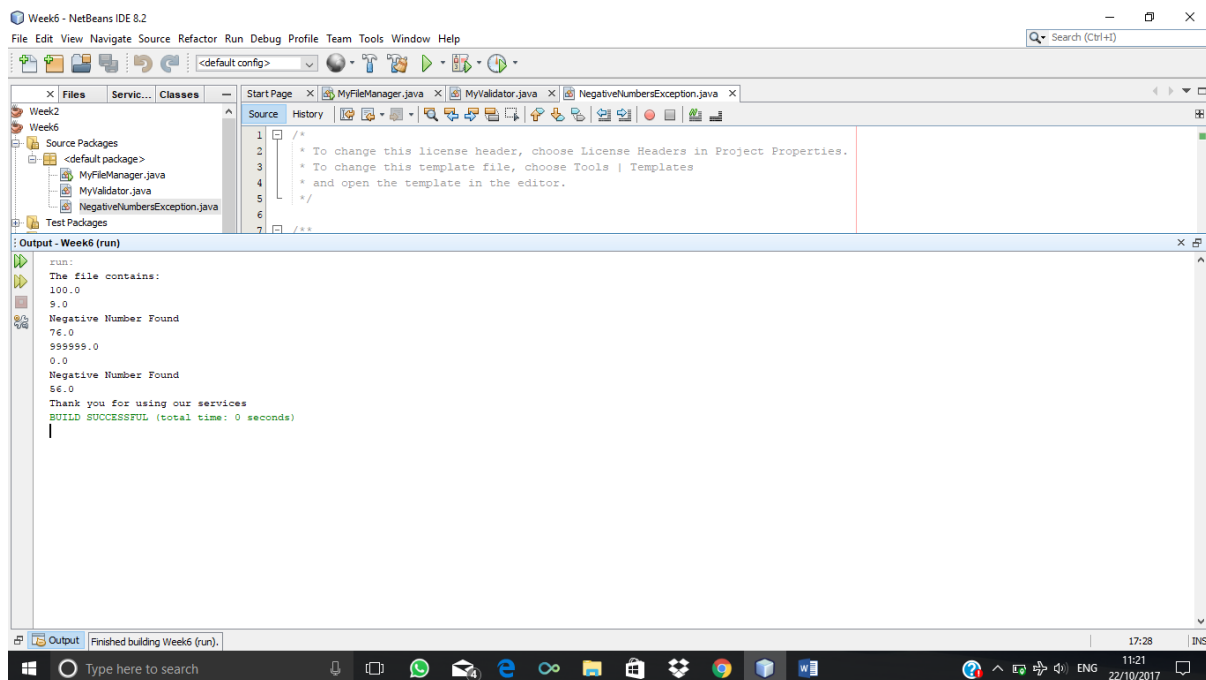 Week6 - NetBeans IDE 8.2
File Edit View Navigate Source Refactor Run Debug Profile Team Tools Window Help
Search (Ctrl+I)
<default config>
Files Servic... Classes
Start Page MyFileManager.java MyValidator.java NegativeNumbersException.java
Week2
Week6
Source Packages
<default package>
MyFileManager.java
MyValidator.java
NegativeNumbersException.java
Test Packages
Source History
1 /*
2 * To change this license header, choose License Headers in Project Properties.
3 * To change this template file, choose Tools | Templates
4 * and open the template in the editor.
5 */
6
7 /**
Output - Week6 (run)
run:
The file contains:
100.0
9.0
Negative Number Found
76.0
999999.0
0.0
Negative Number Found
56.0
Thank you for using our services
BUILD SUCCESSFUL (total time: 0 seconds)
Output Finished building Week6 (run).
17:28 INS
Type here to search
4
ENG
11:21
22/10/2017